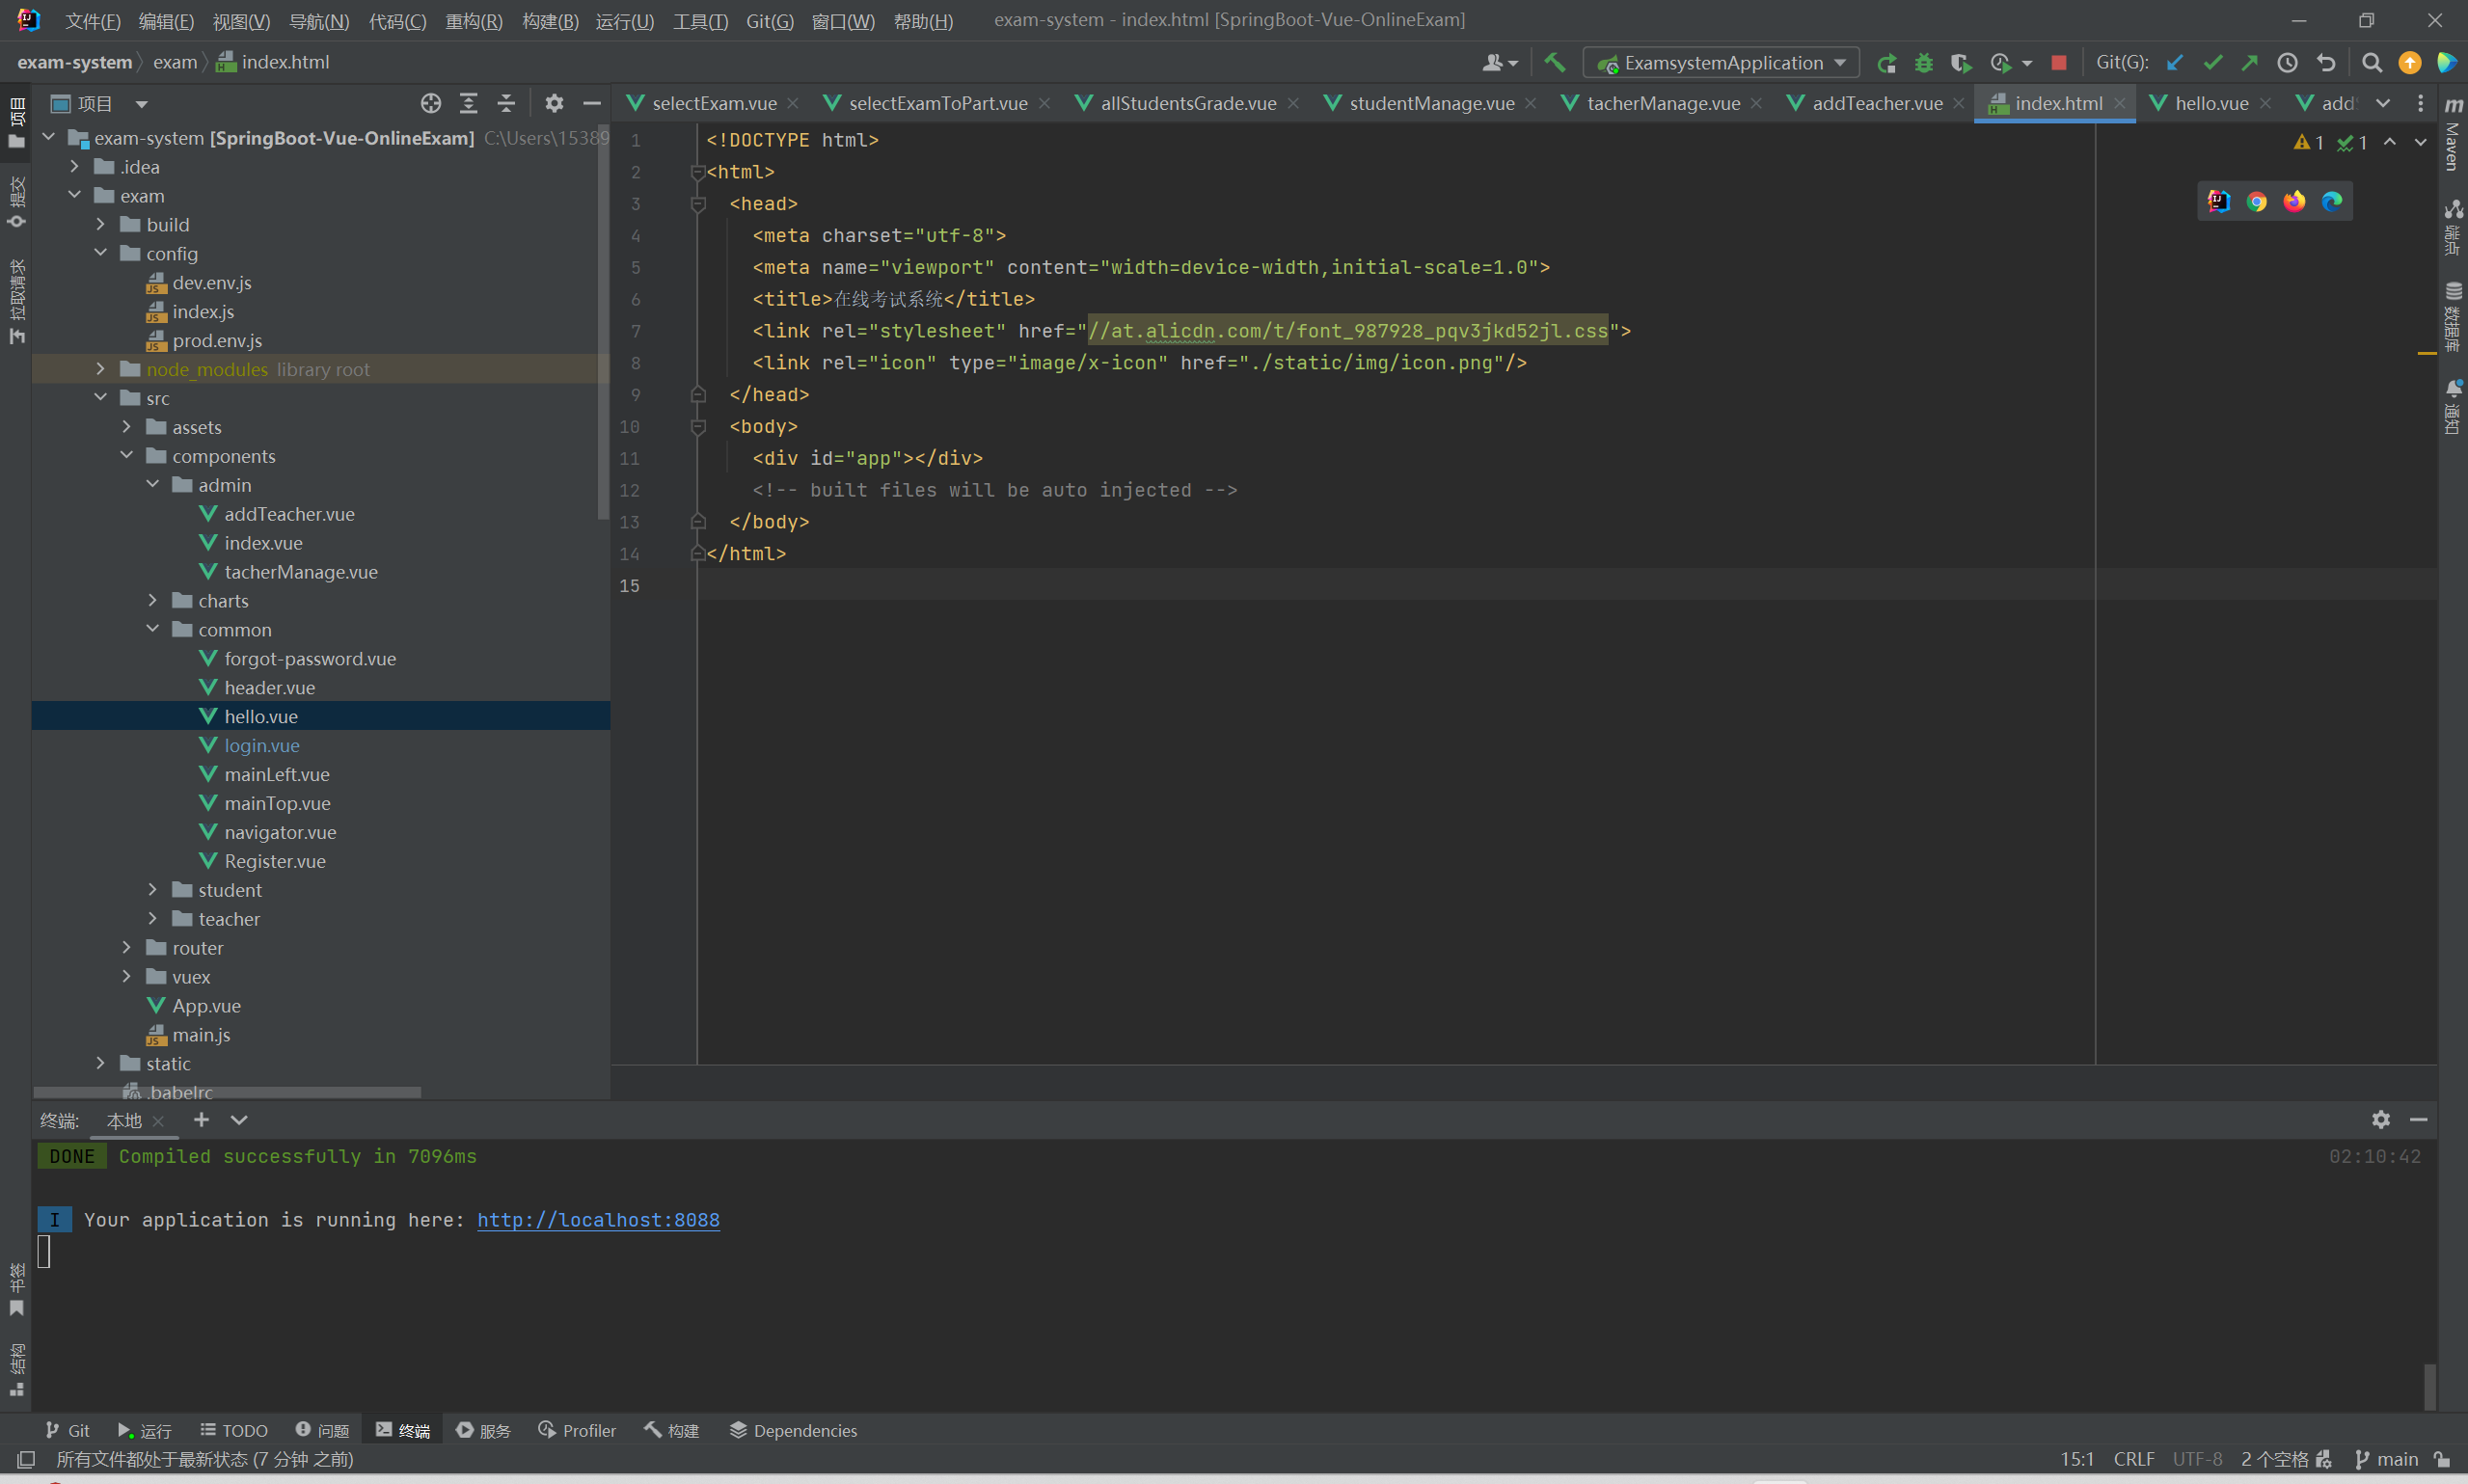 文件(F) 编辑(E) 视图(V) 导航(N) 代码(C) 重构(R) 构建(B) 运行(U) 工具(T) Git(G) 窗口(W) 帮助(H) exam-system - index.html [SpringBoot-Vue-OnlineExam]
exam-system exam index.html ExamsystemApplication Git(G):
项目
提交
拉取请求
书签
结构
项目
exam-system [SpringBoot-Vue-OnlineExam] C:\Users\15389
.idea
exam
build
config
dev.env.js
index.js
prod.env.js
node_modules library root
src
assets
components
admin
addTeacher.vue
index.vue
tacherManage.vue
charts
common
forgot-password.vue
header.vue
hello.vue
login.vue
mainLeft.vue
mainTop.vue
navigator.vue
Register.vue
student
teacher
router
vuex
App.vue
main.js
static
.babelrc
selectExam.vue selectExamToPart.vue allStudentsGrade.vue studentManage.vue tacherManage.vue addTeacher.vue index.html hello.vue add
1 1
1 <!DOCTYPE html>
2 <html>
3 <head>
4 <meta charset="utf-8">
5 <meta name="viewport" content="width=device-width,initial-scale=1.0">
6 <title>在线考试系统</title>
7 <link rel="stylesheet" href="//at.alicdn.com/t/font_987928_pqv3jkd52jl.css">
8 <link rel="icon" type="image/x-icon" href="./static/img/icon.png"/>
9 </head>
10 <body>
11 <div id="app"></div>
12 <!-- built files will be auto injected -->
13 </body>
14 </html>
15
Maven
端点
数据库
通知
终端: 本地
DONE Compiled successfully in 7096ms 02:10:42
I Your application is running here: http://localhost:8088
Git 运行 TODO 问题 终端 服务 Profiler 构建 Dependencies
所有文件都处于最新状态 (7 分钟 之前) 15:1 CRLF UTF-8 2 个空格 main